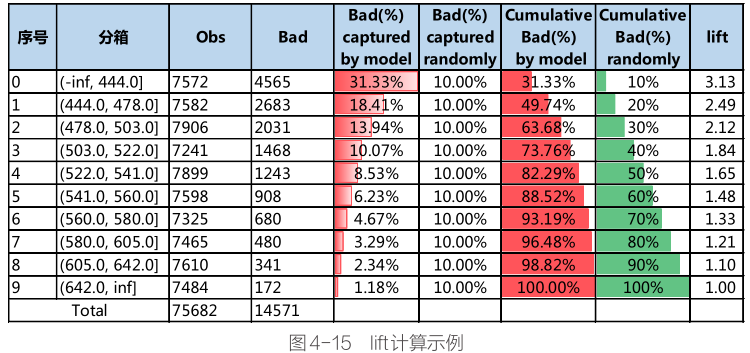 序号 分箱 Obs Bad Bad(%) captured by model Bad(%) captured randomly Cumulative Bad(%) by model Cumulative Bad(%) randomly lift
0 (-inf, 444.0] 7572 4565 31.33% 10.00% 31.33% 10% 3.13
1 (444.0, 478.0] 7582 2683 18.41% 10.00% 49.74% 20% 2.49
2 (478.0, 503.0] 7906 2031 13.94% 10.00% 63.68% 30% 2.12
3 (503.0, 522.0] 7241 1468 10.07% 10.00% 73.76% 40% 1.84
4 (522.0, 541.0] 7899 1243 8.53% 10.00% 82.29% 50% 1.65
5 (541.0, 560.0] 7598 908 6.23% 10.00% 88.52% 60% 1.48
6 (560.0, 580.0] 7325 680 4.67% 10.00% 93.19% 70% 1.33
7 (580.0, 605.0] 7465 480 3.29% 10.00% 96.48% 80% 1.21
8 (605.0, 642.0] 7610 341 2.34% 10.00% 98.82% 90% 1.10
9 (642.0, inf] 7484 172 1.18% 10.00% 100.00% 100% 1.00
Total 75682 14571
图4-15 lift计算示例